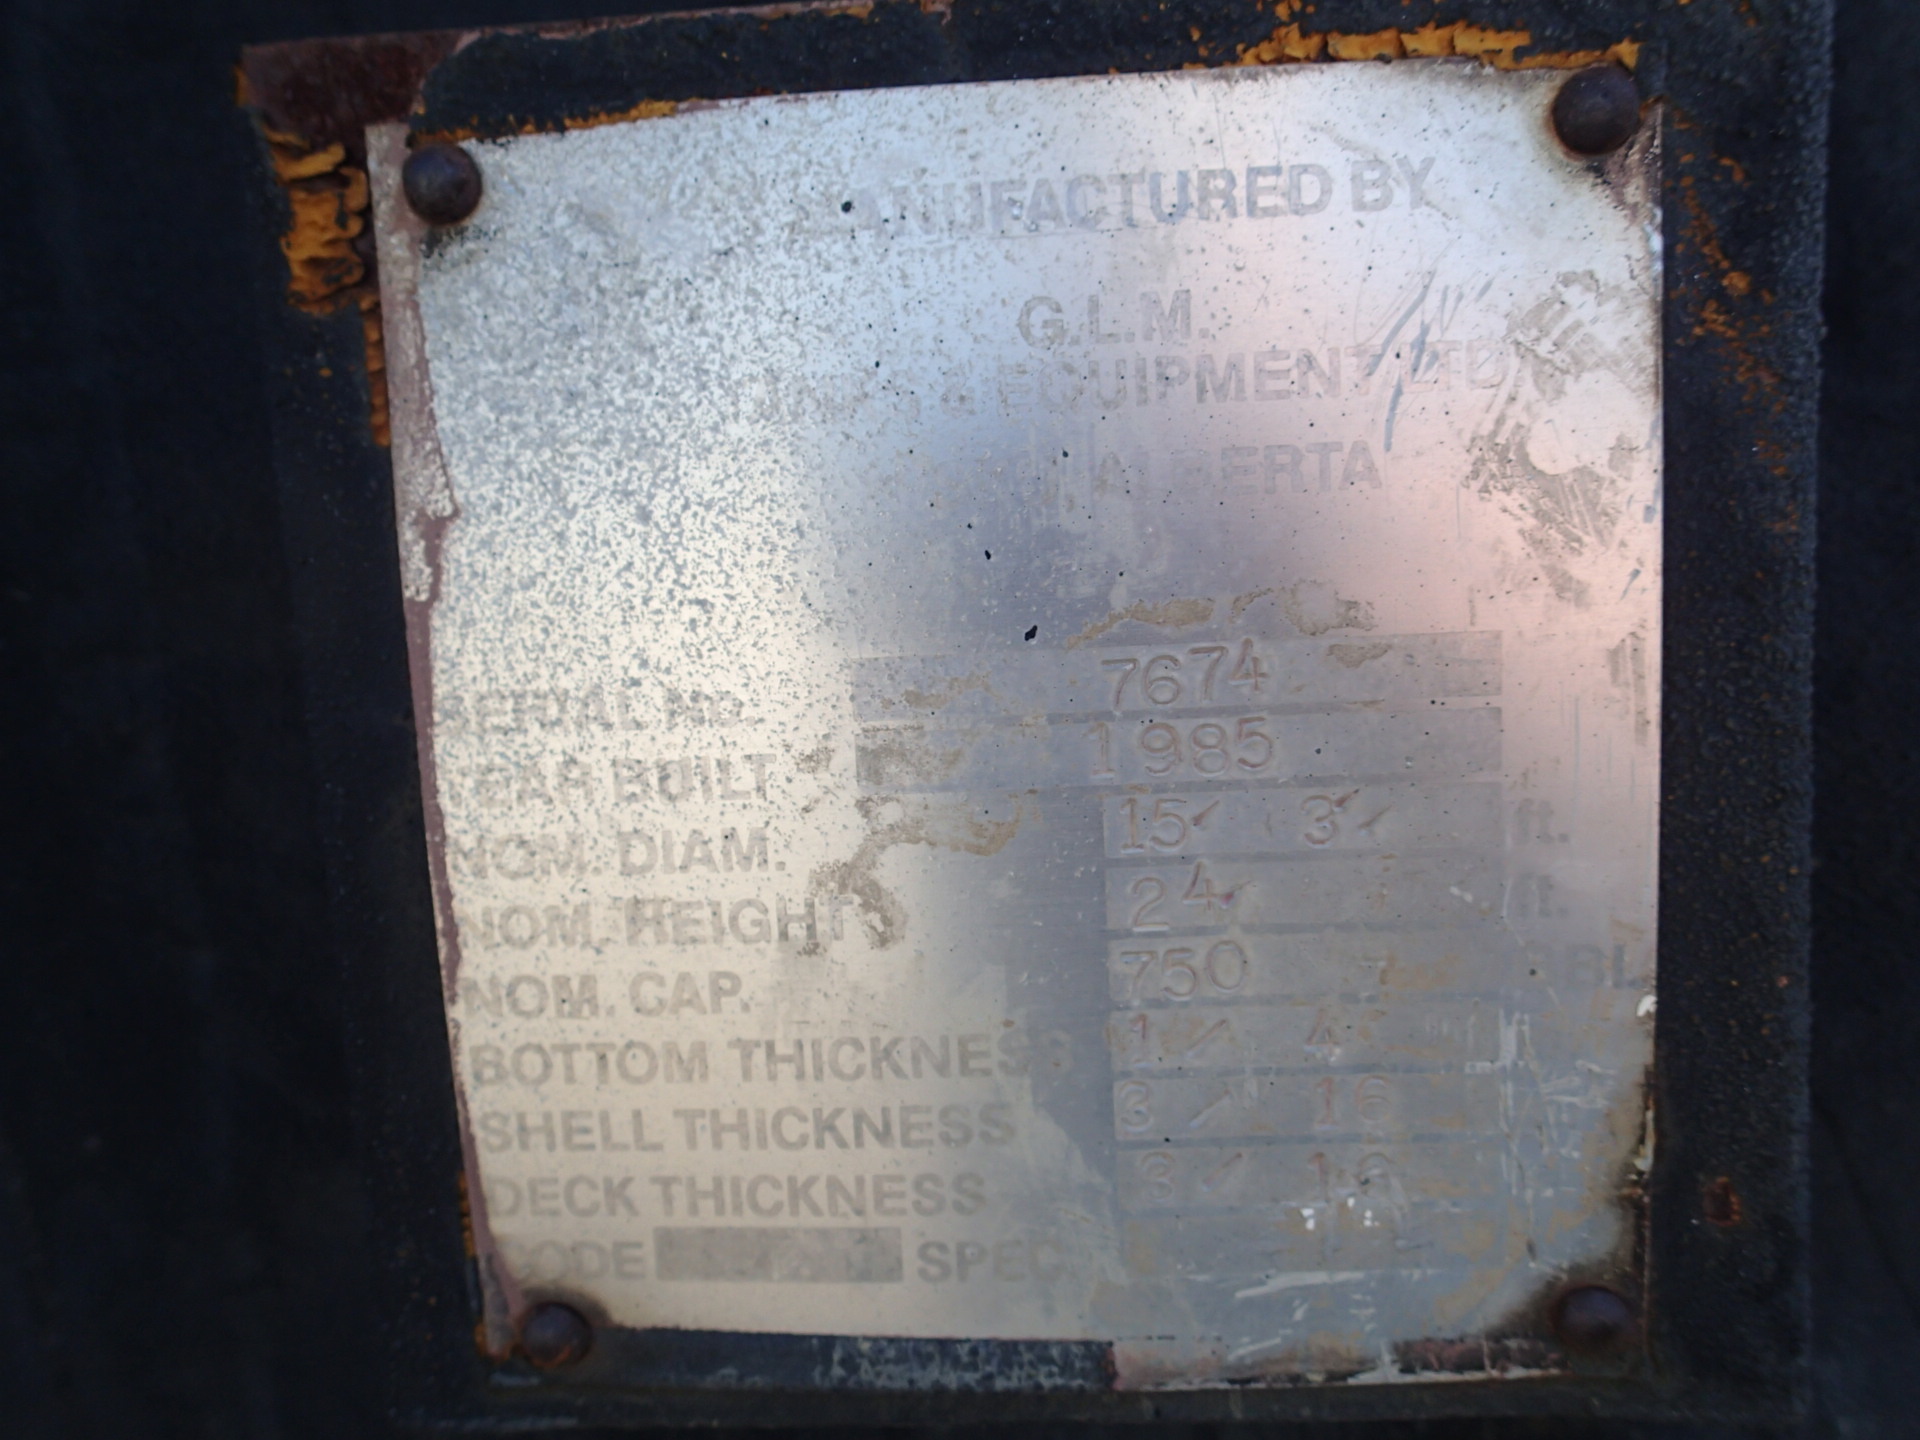 MANUFACTURED BY
G.L.M.
TANKS & EQUIPMENT LTD.
ALBERTA
SERIAL No. 7674
YEAR BUILT 1985
NOM. DIAM. 15' 3' ft.
NOM. HEIGHT 24' ft.
NOM. CAP. 750 BBL
BOTTOM THICKNESS 1/4
SHELL THICKNESS 3/16
DECK THICKNESS 3/16
CODE SPEC